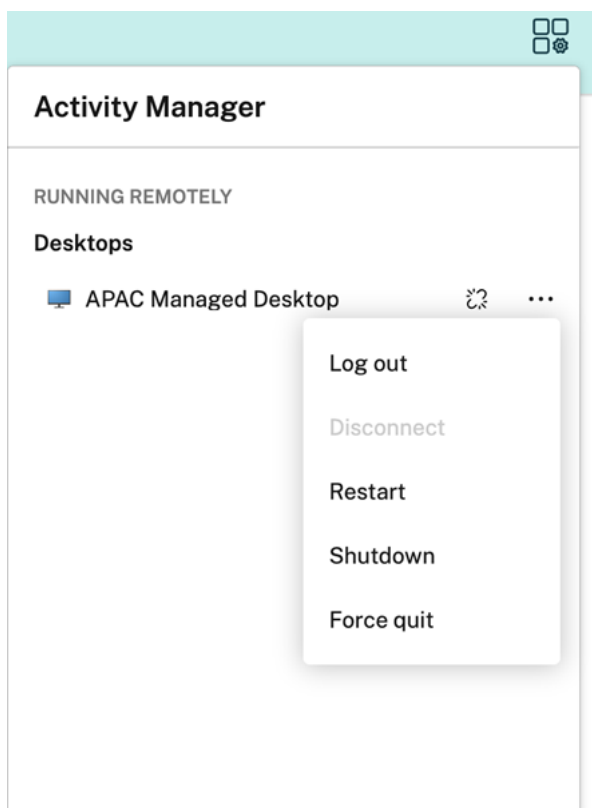 Activity Manager
RUNNING REMOTELY
Desktops
APAC Managed Desktop
Log out
Disconnect
Restart
Shutdown
Force quit